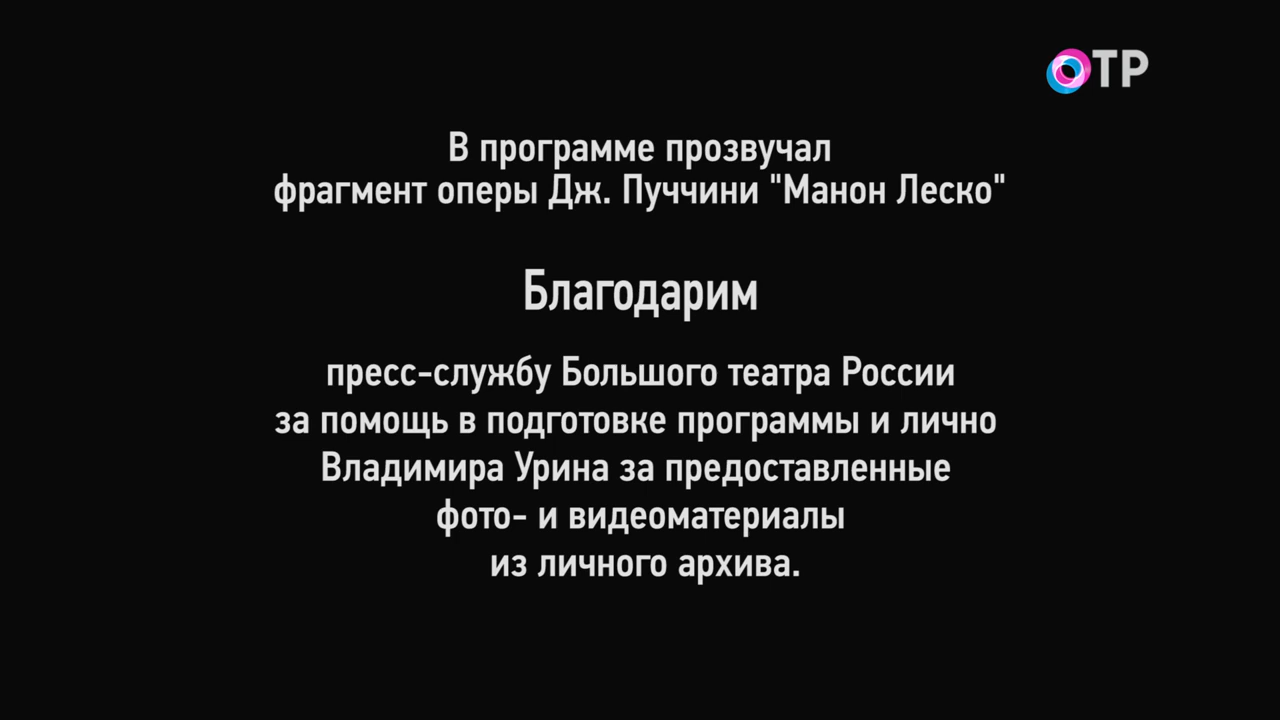 ОТР
В программе прозвучал
фрагмент оперы Дж. Пуччини "Манон Леско"
Благодарим
пресс-службу Большого театра России
за помощь в подготовке программы и лично
Владимира Урина за предоставленные
фото- и видеоматериалы
из личного архива.